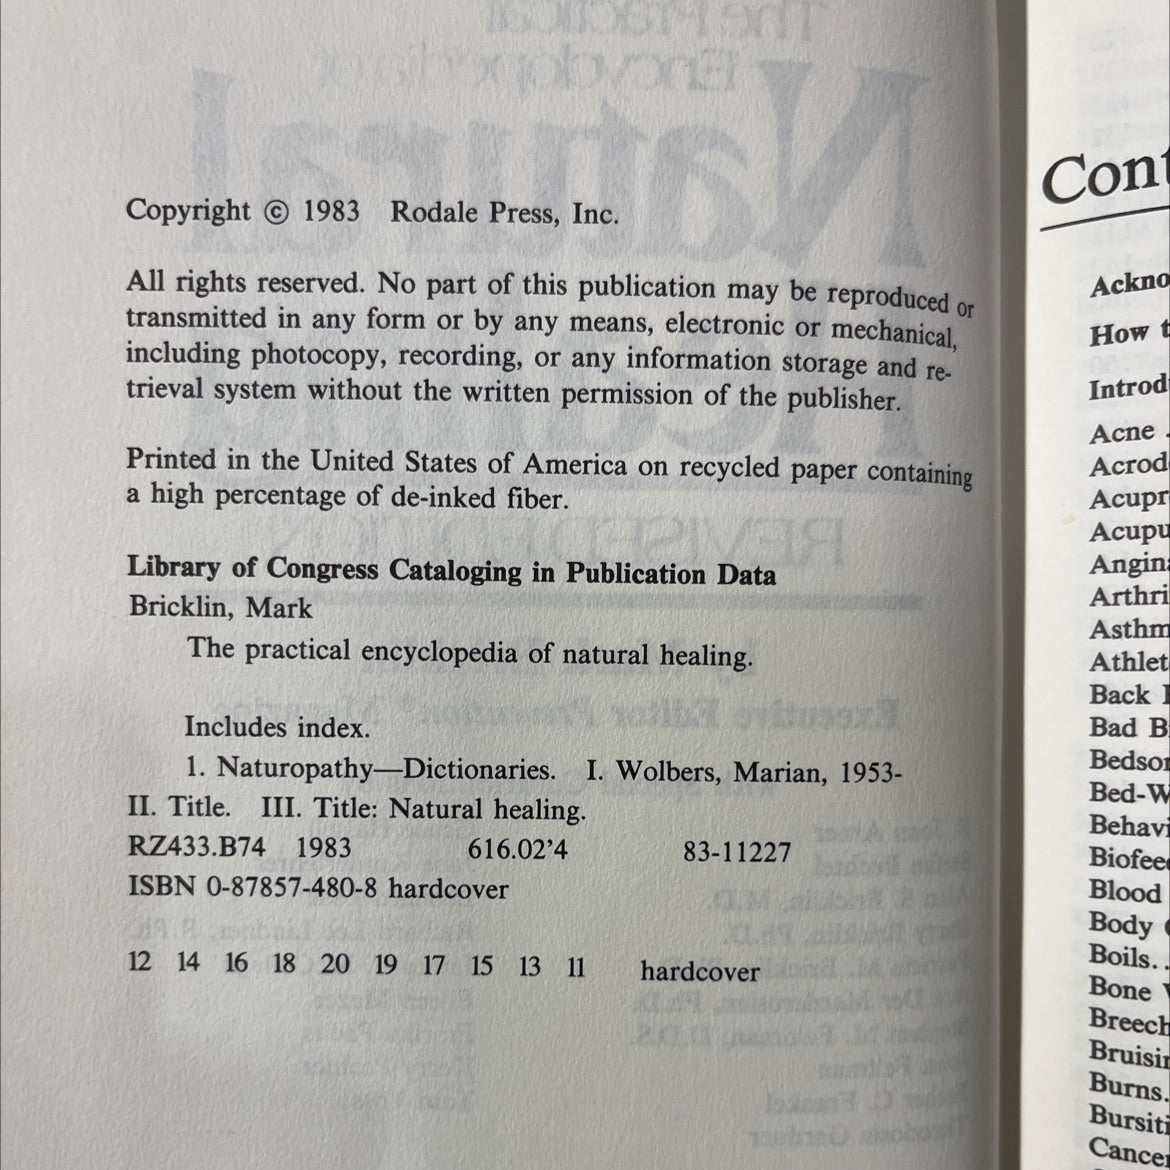 Copyright © 1983 Rodale Press, Inc.
All rights reserved. No part of this publication may be reproduced or
transmitted in any form or by any means, electronic or mechanical,
including photocopy, recording, or any information storage and re-
trieval system without the written permission of the publisher.
Printed in the United States of America on recycled paper containing
a high percentage of de-inked fiber.
Library of Congress Cataloging in Publication Data
Bricklin, Mark
The practical encyclopedia of natural healing.
Includes index.
1. Naturopathy—Dictionaries. I. Wolbers, Marian, 1953-
II. Title. III. Title: Natural healing.
RZ433.B74 1983 616.02'4 83-11227
ISBN 0-87857-480-8 hardcover
12 14 16 18 20 19 17 15 13 11 hardcover
Cont
Ackno
How t
Introd
Acne .
Acrod
Acupr
Acupu
Angina
Arthri
Asthm
Athlet
Back
Bad B
Bedsor
Bed-W
Behavi
Biofee
Blood
Body
Boils. .
Bone
Breech
Bruisin
Burns.
Bursiti
Cancer